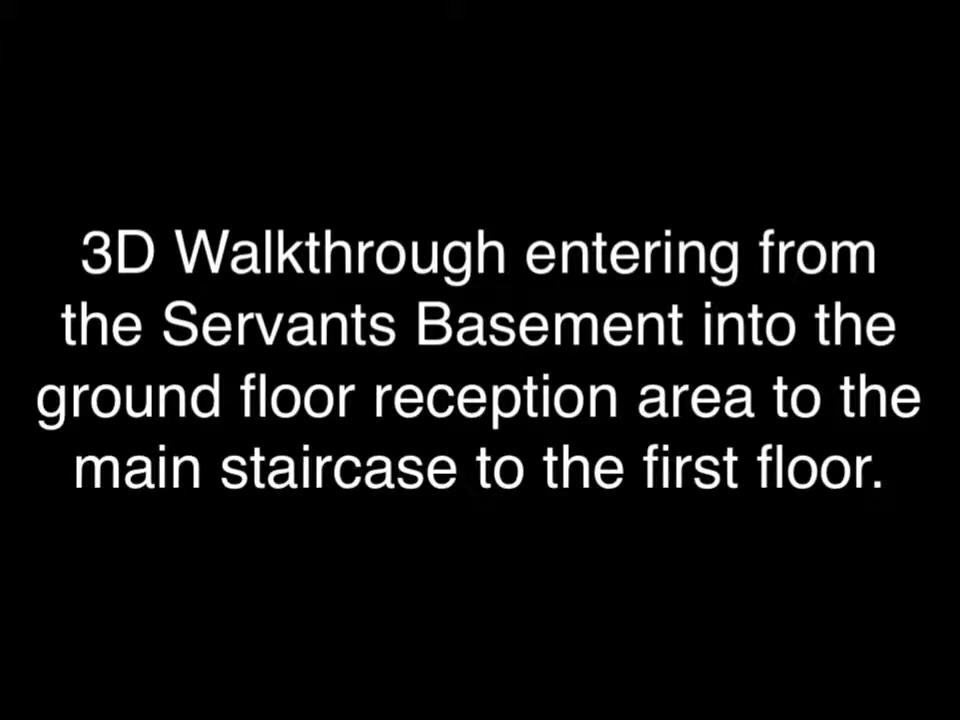 3D Walkthrough entering from
the Servants Basement into the
ground floor reception area to the
main staircase to the first floor.